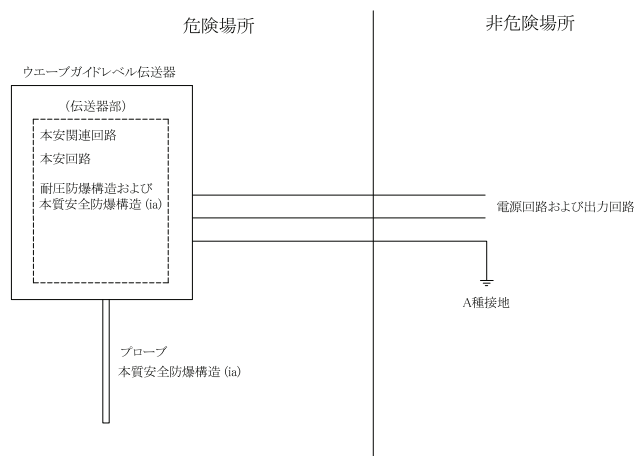 危険場所
非危険場所
ウエーブガイドレベル伝送器
(伝送器部)
本安関連回路
本安回路
耐圧防爆構造および
本質安全防爆構造(ia)
電源回路および出力回路
A種接地
プローブ
本質安全防爆構造(ia)